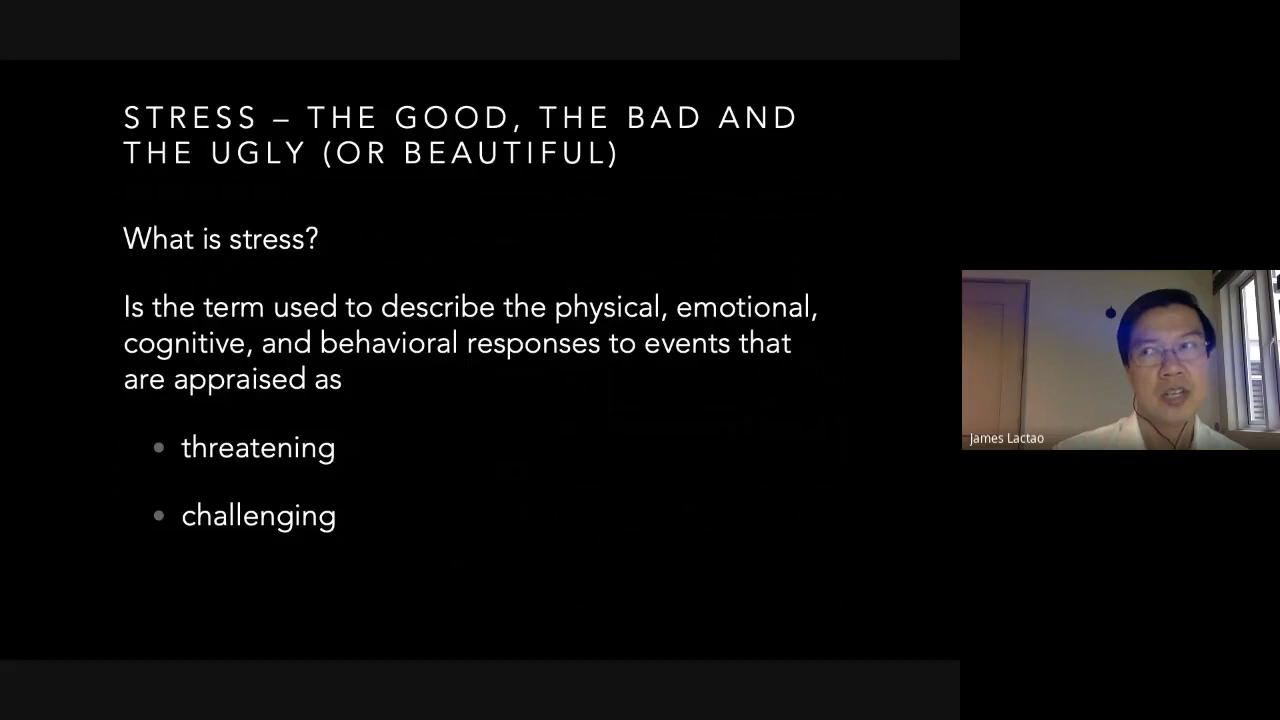 STRESS – THE GOOD, THE BAD AND
THE UGLY (OR BEAUTIFUL)
What is stress?
Is the term used to describe the physical, emotional,
cognitive, and behavioral responses to events that
are appraised as
• threatening
• challenging
James Lactao